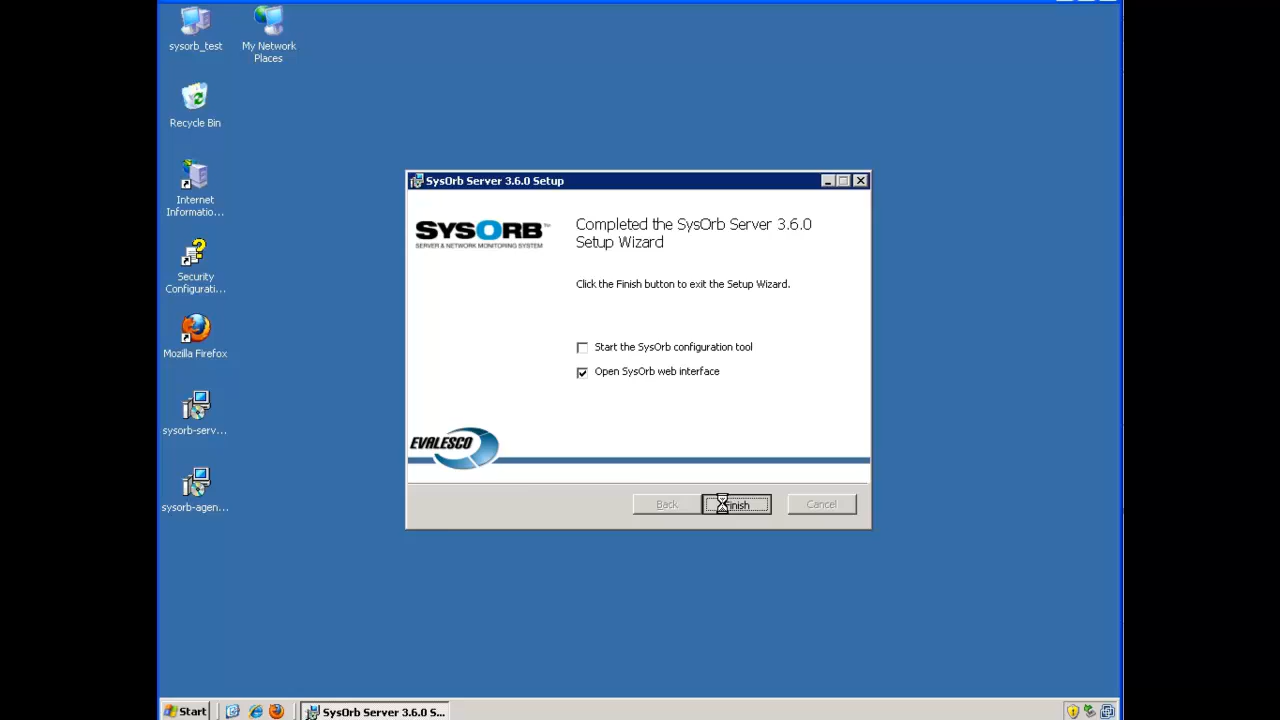 sysorb_test
My Network
Places
Recycle Bin
Internet
Informatio...
Security
Configurati...
Mozilla Firefox
sysorb-serv...
sysorb-agen...
SysOrb Server 3.6.0 Setup
SYSORB™
SERVER & NETWORK MONITORING SYSTEM
Completed the SysOrb Server 3.6.0
Setup Wizard
Click the Finish button to exit the Setup Wizard.
Start the SysOrb configuration tool
Open SysOrb web interface
EVALESCO
Back
Finish
Cancel
Start
SysOrb Server 3.6.0 S...